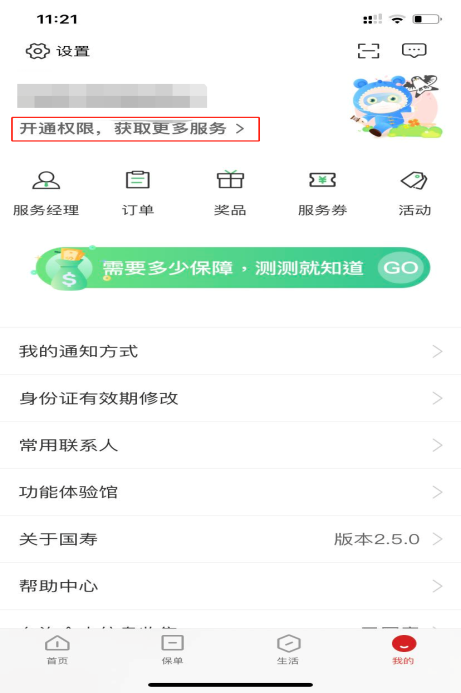 11:21
设置
开通权限，获取更多服务 >
服务经理 订单 奖品 服务券 活动
需要多少保障，测测就知道 GO
我的通知方式
身份证有效期修改
常用联系人
功能体验馆
关于国寿 版本2.5.0
帮助中心
首页 保单 生活 我的